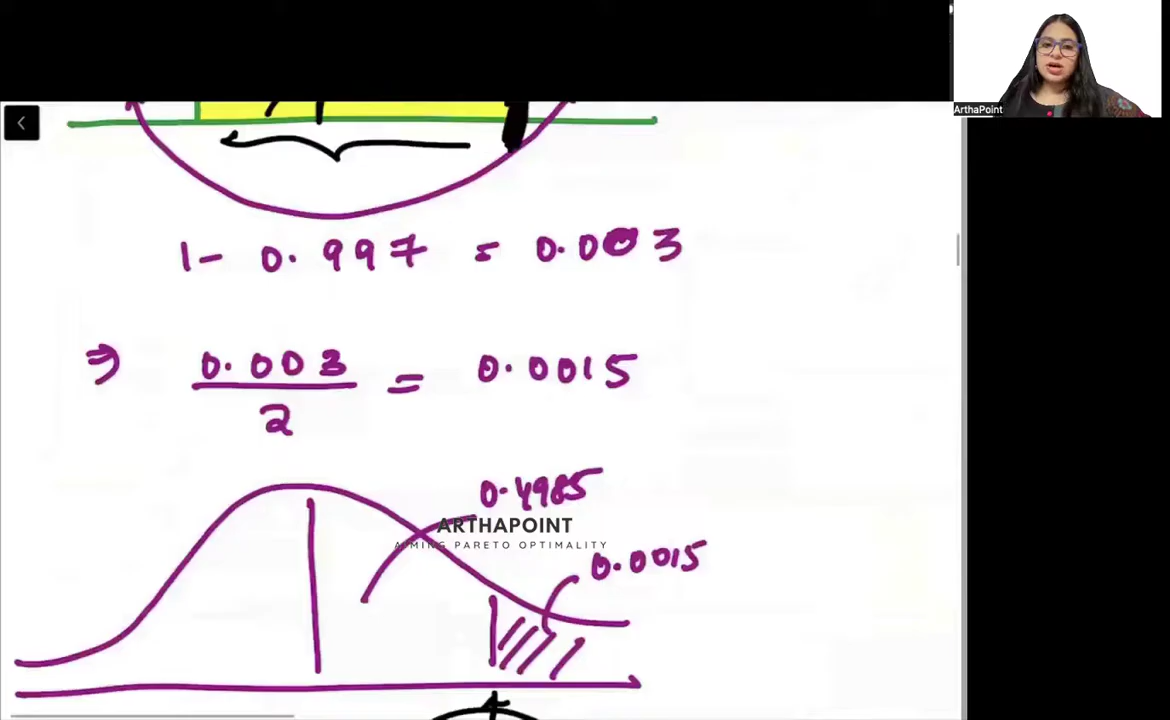 ArthaPoint
1 - 0.997 = 0.003
⇒ 0.003 / 2 = 0.0015
0.4985
ARTHAPOINT
AIMING PARETO OPTIMALITY
0.0015